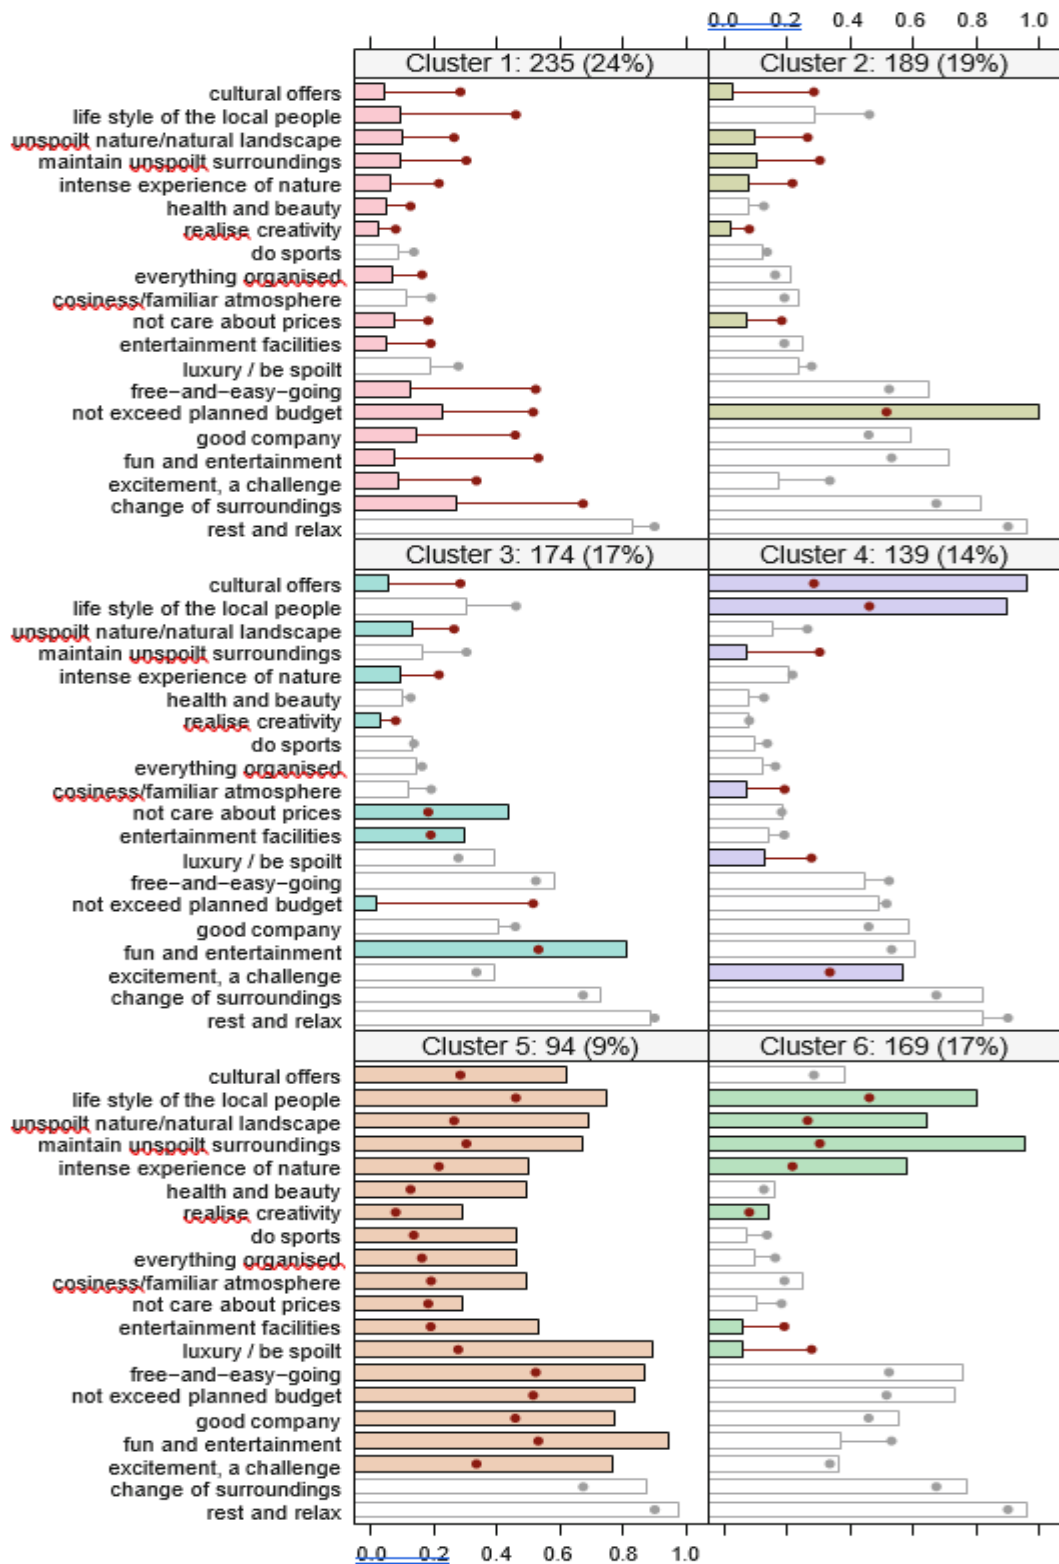 0.0 0.2 0.4 0.6 0.8 1.0
Cluster 1: 235 (24%) Cluster 2: 189 (19%)
cultural offers
life style of the local people
unspoilt nature/natural landscape
maintain unspoilt surroundings
intense experience of nature
health and beauty
realise creativity
do sports
everything organised
cosiness/familiar atmosphere
not care about prices
entertainment facilities
luxury / be spoilt
free−and−easy−going
not exceed planned budget
good company
fun and entertainment
excitement, a challenge
change of surroundings
rest and relax
Cluster 3: 174 (17%) Cluster 4: 139 (14%)
cultural offers
life style of the local people
unspoilt nature/natural landscape
maintain unspoilt surroundings
intense experience of nature
health and beauty
realise creativity
do sports
everything organised
cosiness/familiar atmosphere
not care about prices
entertainment facilities
luxury / be spoilt
free−and−easy−going
not exceed planned budget
good company
fun and entertainment
excitement, a challenge
change of surroundings
rest and relax
Cluster 5: 94 (9%) Cluster 6: 169 (17%)
cultural offers
life style of the local people
unspoilt nature/natural landscape
maintain unspoilt surroundings
intense experience of nature
health and beauty
realise creativity
do sports
everything organised
cosiness/familiar atmosphere
not care about prices
entertainment facilities
luxury / be spoilt
free−and−easy−going
not exceed planned budget
good company
fun and entertainment
excitement, a challenge
change of surroundings
rest and relax
0.0 0.2 0.4 0.6 0.8 1.0